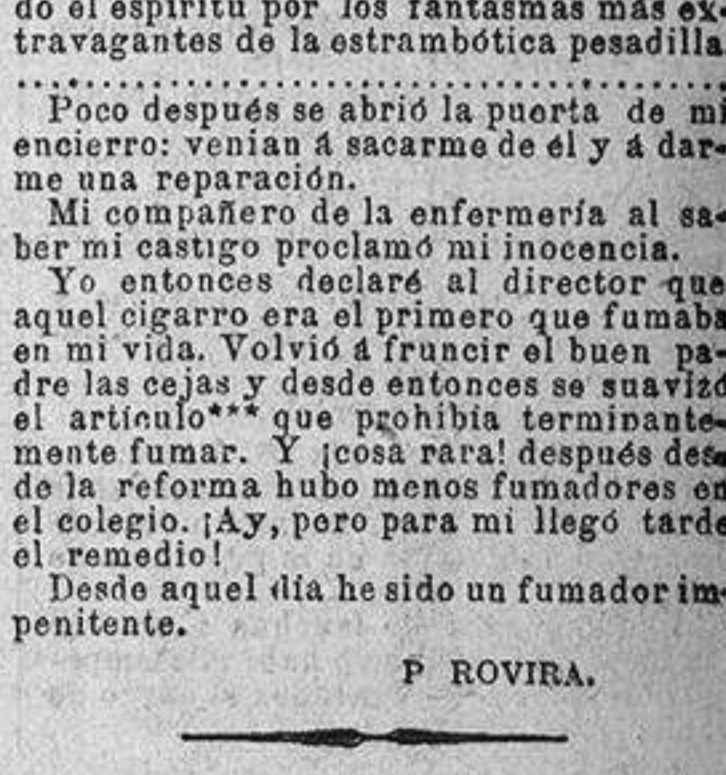 do el espíritu por los fantasmas más ex-
travagantes de la estrambótica pesadilla
........................................
Poco después se abrió la puerta de mi
encierro: venian á sacarme de él y á dar-
me una reparación.
Mi compañero de la enfermería al sa-
ber mi castigo proclamó mi inocencia.
Yo entonces declaré al director que
aquel cigarro era el primero que fumaba
en mi vida. Volvió á fruncir el buen pa-
dre las cejas y desde entonces se suavizó
el artículo*** que prohibia terminante-
mente fumar. Y ¡cosa rara! después des-
de la reforma hubo menos fumadores en
el colegio. ¡Ay, pero para mi llegó tarde
el remedio!
Desde aquel día he sido un fumador im-
penitente.
P ROVIRA.